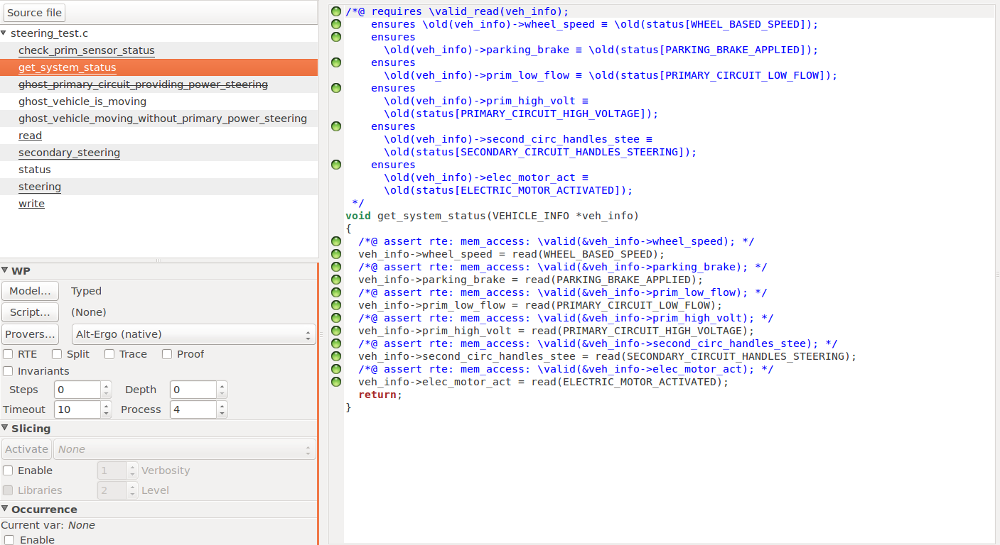 Source file
steering_test.c
check_prim_sensor_status
get_system_status
ghost_primary_circuit_providing_power_steering
ghost_vehicle_is_moving
ghost_vehicle_moving_without_primary_power_steering
read
secondary_steering
status
steering
write
WP
Model... Typed
Script... (None)
Provers... Alt-Ergo (native)
RTE Split Trace Proof
Invariants
Steps 0 Depth 0
Timeout 10 Process 4
Slicing
Activate None
Enable 1 Verbosity
Libraries 2 Level
Occurrence
Current var: None
Enable
/*@ requires \valid_read(veh_info);
ensures \old(veh_info)->wheel_speed ≡ \old(status[WHEEL_BASED_SPEED]);
ensures
\old(veh_info)->parking_brake ≡ \old(status[PARKING_BRAKE_APPLIED]);
ensures
\old(veh_info)->prim_low_flow ≡ \old(status[PRIMARY_CIRCUIT_LOW_FLOW]);
ensures
\old(veh_info)->prim_high_volt ≡
\old(status[PRIMARY_CIRCUIT_HIGH_VOLTAGE]);
ensures
\old(veh_info)->second_circ_handles_stee ≡
\old(status[SECONDARY_CIRCUIT_HANDLES_STEERING]);
ensures
\old(veh_info)->elec_motor_act ≡
\old(status[ELECTRIC_MOTOR_ACTIVATED]);
*/
void get_system_status(VEHICLE_INFO *veh_info)
{
/*@ assert rte: mem_access: \valid(&veh_info->wheel_speed); */
veh_info->wheel_speed = read(WHEEL_BASED_SPEED);
/*@ assert rte: mem_access: \valid(&veh_info->parking_brake); */
veh_info->parking_brake = read(PARKING_BRAKE_APPLIED);
/*@ assert rte: mem_access: \valid(&veh_info->prim_low_flow); */
veh_info->prim_low_flow = read(PRIMARY_CIRCUIT_LOW_FLOW);
/*@ assert rte: mem_access: \valid(&veh_info->prim_high_volt); */
veh_info->prim_high_volt = read(PRIMARY_CIRCUIT_HIGH_VOLTAGE);
/*@ assert rte: mem_access: \valid(&veh_info->second_circ_handles_stee); */
veh_info->second_circ_handles_stee = read(SECONDARY_CIRCUIT_HANDLES_STEERING);
/*@ assert rte: mem_access: \valid(&veh_info->elec_motor_act); */
veh_info->elec_motor_act = read(ELECTRIC_MOTOR_ACTIVATED);
return;
}